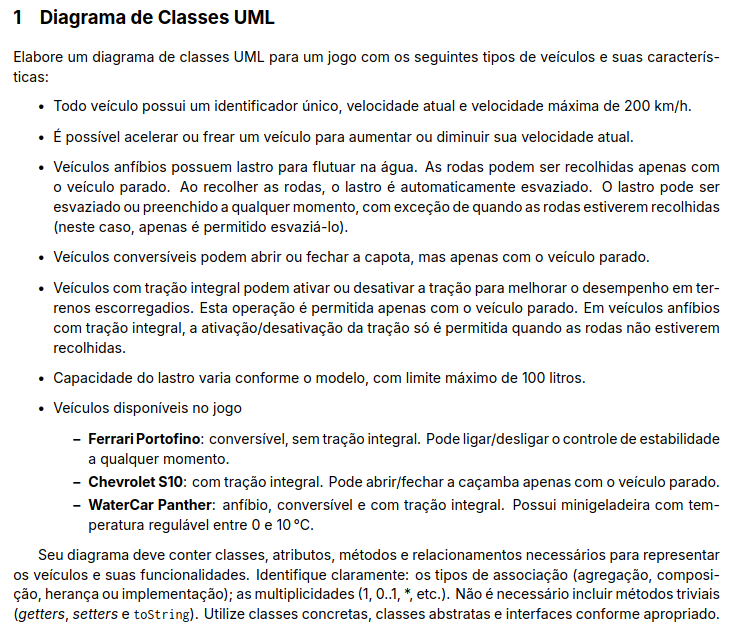 1 Diagrama de Classes UML
Elabore um diagrama de classes UML para um jogo com os seguintes tipos de veículos e suas caracterís-
ticas:
• Todo veículo possui um identificador único, velocidade atual e velocidade máxima de 200 km/h.
• É possível acelerar ou frear um veículo para aumentar ou diminuir sua velocidade atual.
• Veículos anfíbios possuem lastro para flutuar na água. As rodas podem ser recolhidas apenas com
o veículo parado. Ao recolher as rodas, o lastro é automaticamente esvaziado. O lastro pode ser
esvaziado ou preenchido a qualquer momento, com exceção de quando as rodas estiverem recolhidas
(neste caso, apenas é permitido esvaziá-lo).
• Veículos conversíveis podem abrir ou fechar a capota, mas apenas com o veículo parado.
• Veículos com tração integral podem ativar ou desativar a tração para melhorar o desempenho em ter-
renos escorregadios. Esta operação é permitida apenas com o veículo parado. Em veículos anfíbios
com tração integral, a ativação/desativação da tração só é permitida quando as rodas não estiverem
recolhidas.
• Capacidade do lastro varia conforme o modelo, com limite máximo de 100 litros.
• Veículos disponíveis no jogo
– Ferrari Portofino: conversível, sem tração integral. Pode ligar/desligar o controle de estabilidade
a qualquer momento.
– Chevrolet S10: com tração integral. Pode abrir/fechar a caçamba apenas com o veículo parado.
– WaterCar Panther: anfíbio, conversível e com tração integral. Possui minigeladeira com tem-
peratura regulável entre 0 e 10 °C.
Seu diagrama deve conter classes, atributos, métodos e relacionamentos necessários para representar
os veículos e suas funcionalidades. Identifique claramente: os tipos de associação (agregação, composi-
ção, herança ou implementação); as multiplicidades (1, 0..1, *, etc.). Não é necessário incluir métodos triviais
(getters, setters e toString). Utilize classes concretas, classes abstratas e interfaces conforme apropriado.